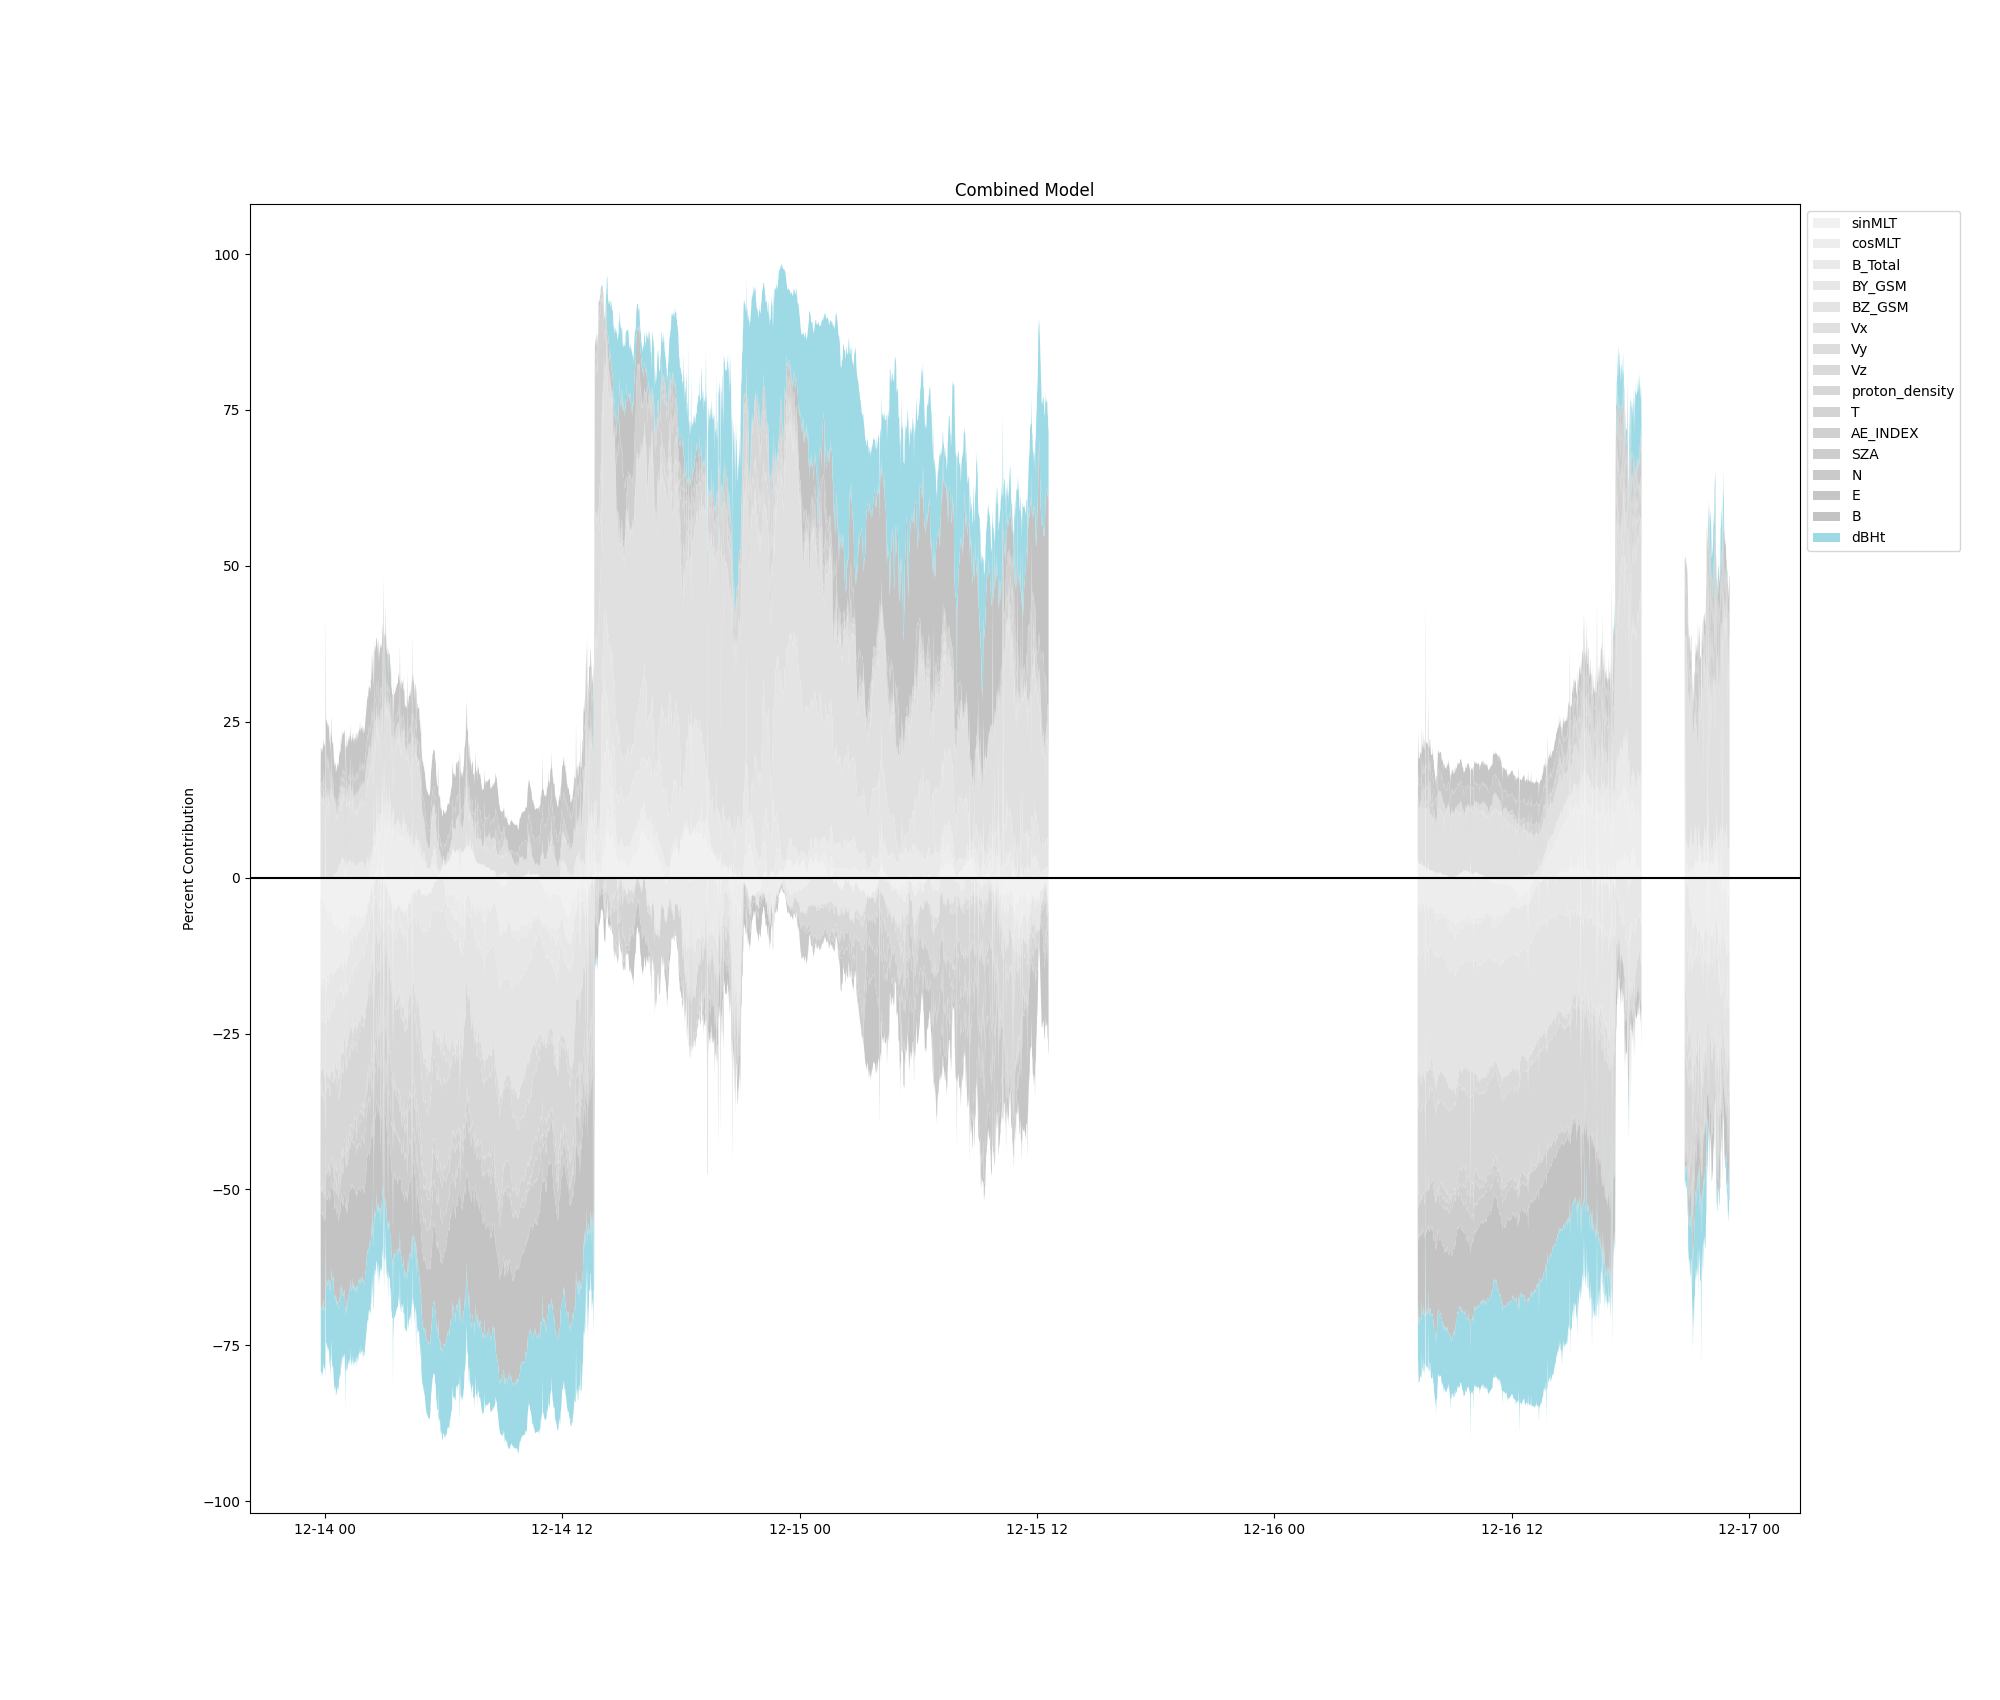 Combined Model
Percent Contribution
100
75
50
25
0
−25
−50
−75
−100
12-14 00
12-14 12
12-15 00
12-15 12
12-16 00
12-16 12
12-17 00
sinMLT
cosMLT
B_Total
BY_GSM
BZ_GSM
Vx
Vy
Vz
proton_density
T
AE_INDEX
SZA
N
E
B
dBHt